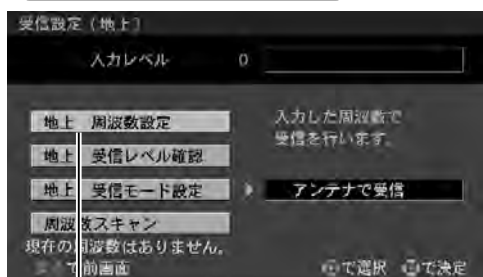 受信設定（地上）
入力レベル 0
地上 周波数設定
入力した周波数で
受信を行います。
地上 受信レベル確認
地上 受信モード設定
アンテナで受信
周波数スキャン
現在の周波数はありません。
で前画面 で選択 で決定